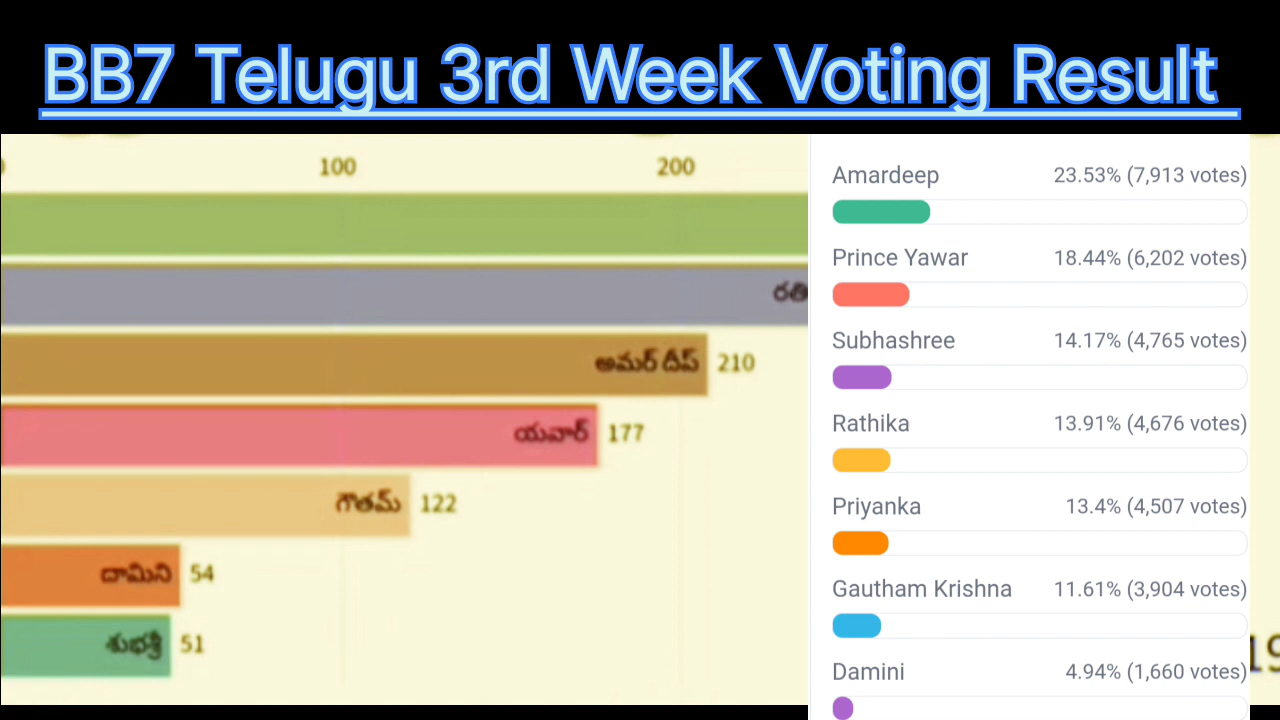 BB7 Telugu 3rd Week Voting Result
100 200
అమర్ దీప్ 210
యవార్ 177
గౌతమ్ 122
దామిని 54
శుభశ్రీ 51
Amardeep 23.53% (7,913 votes)
Prince Yawar 18.44% (6,202 votes)
Subhashree 14.17% (4,765 votes)
Rathika 13.91% (4,676 votes)
Priyanka 13.4% (4,507 votes)
Gautham Krishna 11.61% (3,904 votes)
Damini 4.94% (1,660 votes)